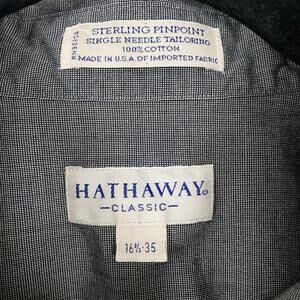 STERLING PINPOINT
SINGLE NEEDLE TAILORING
100% COTTON
MADE IN U.S.A. OF IMPORTED FABRIC
HATHAWAY®
—CLASSIC—
16½-35